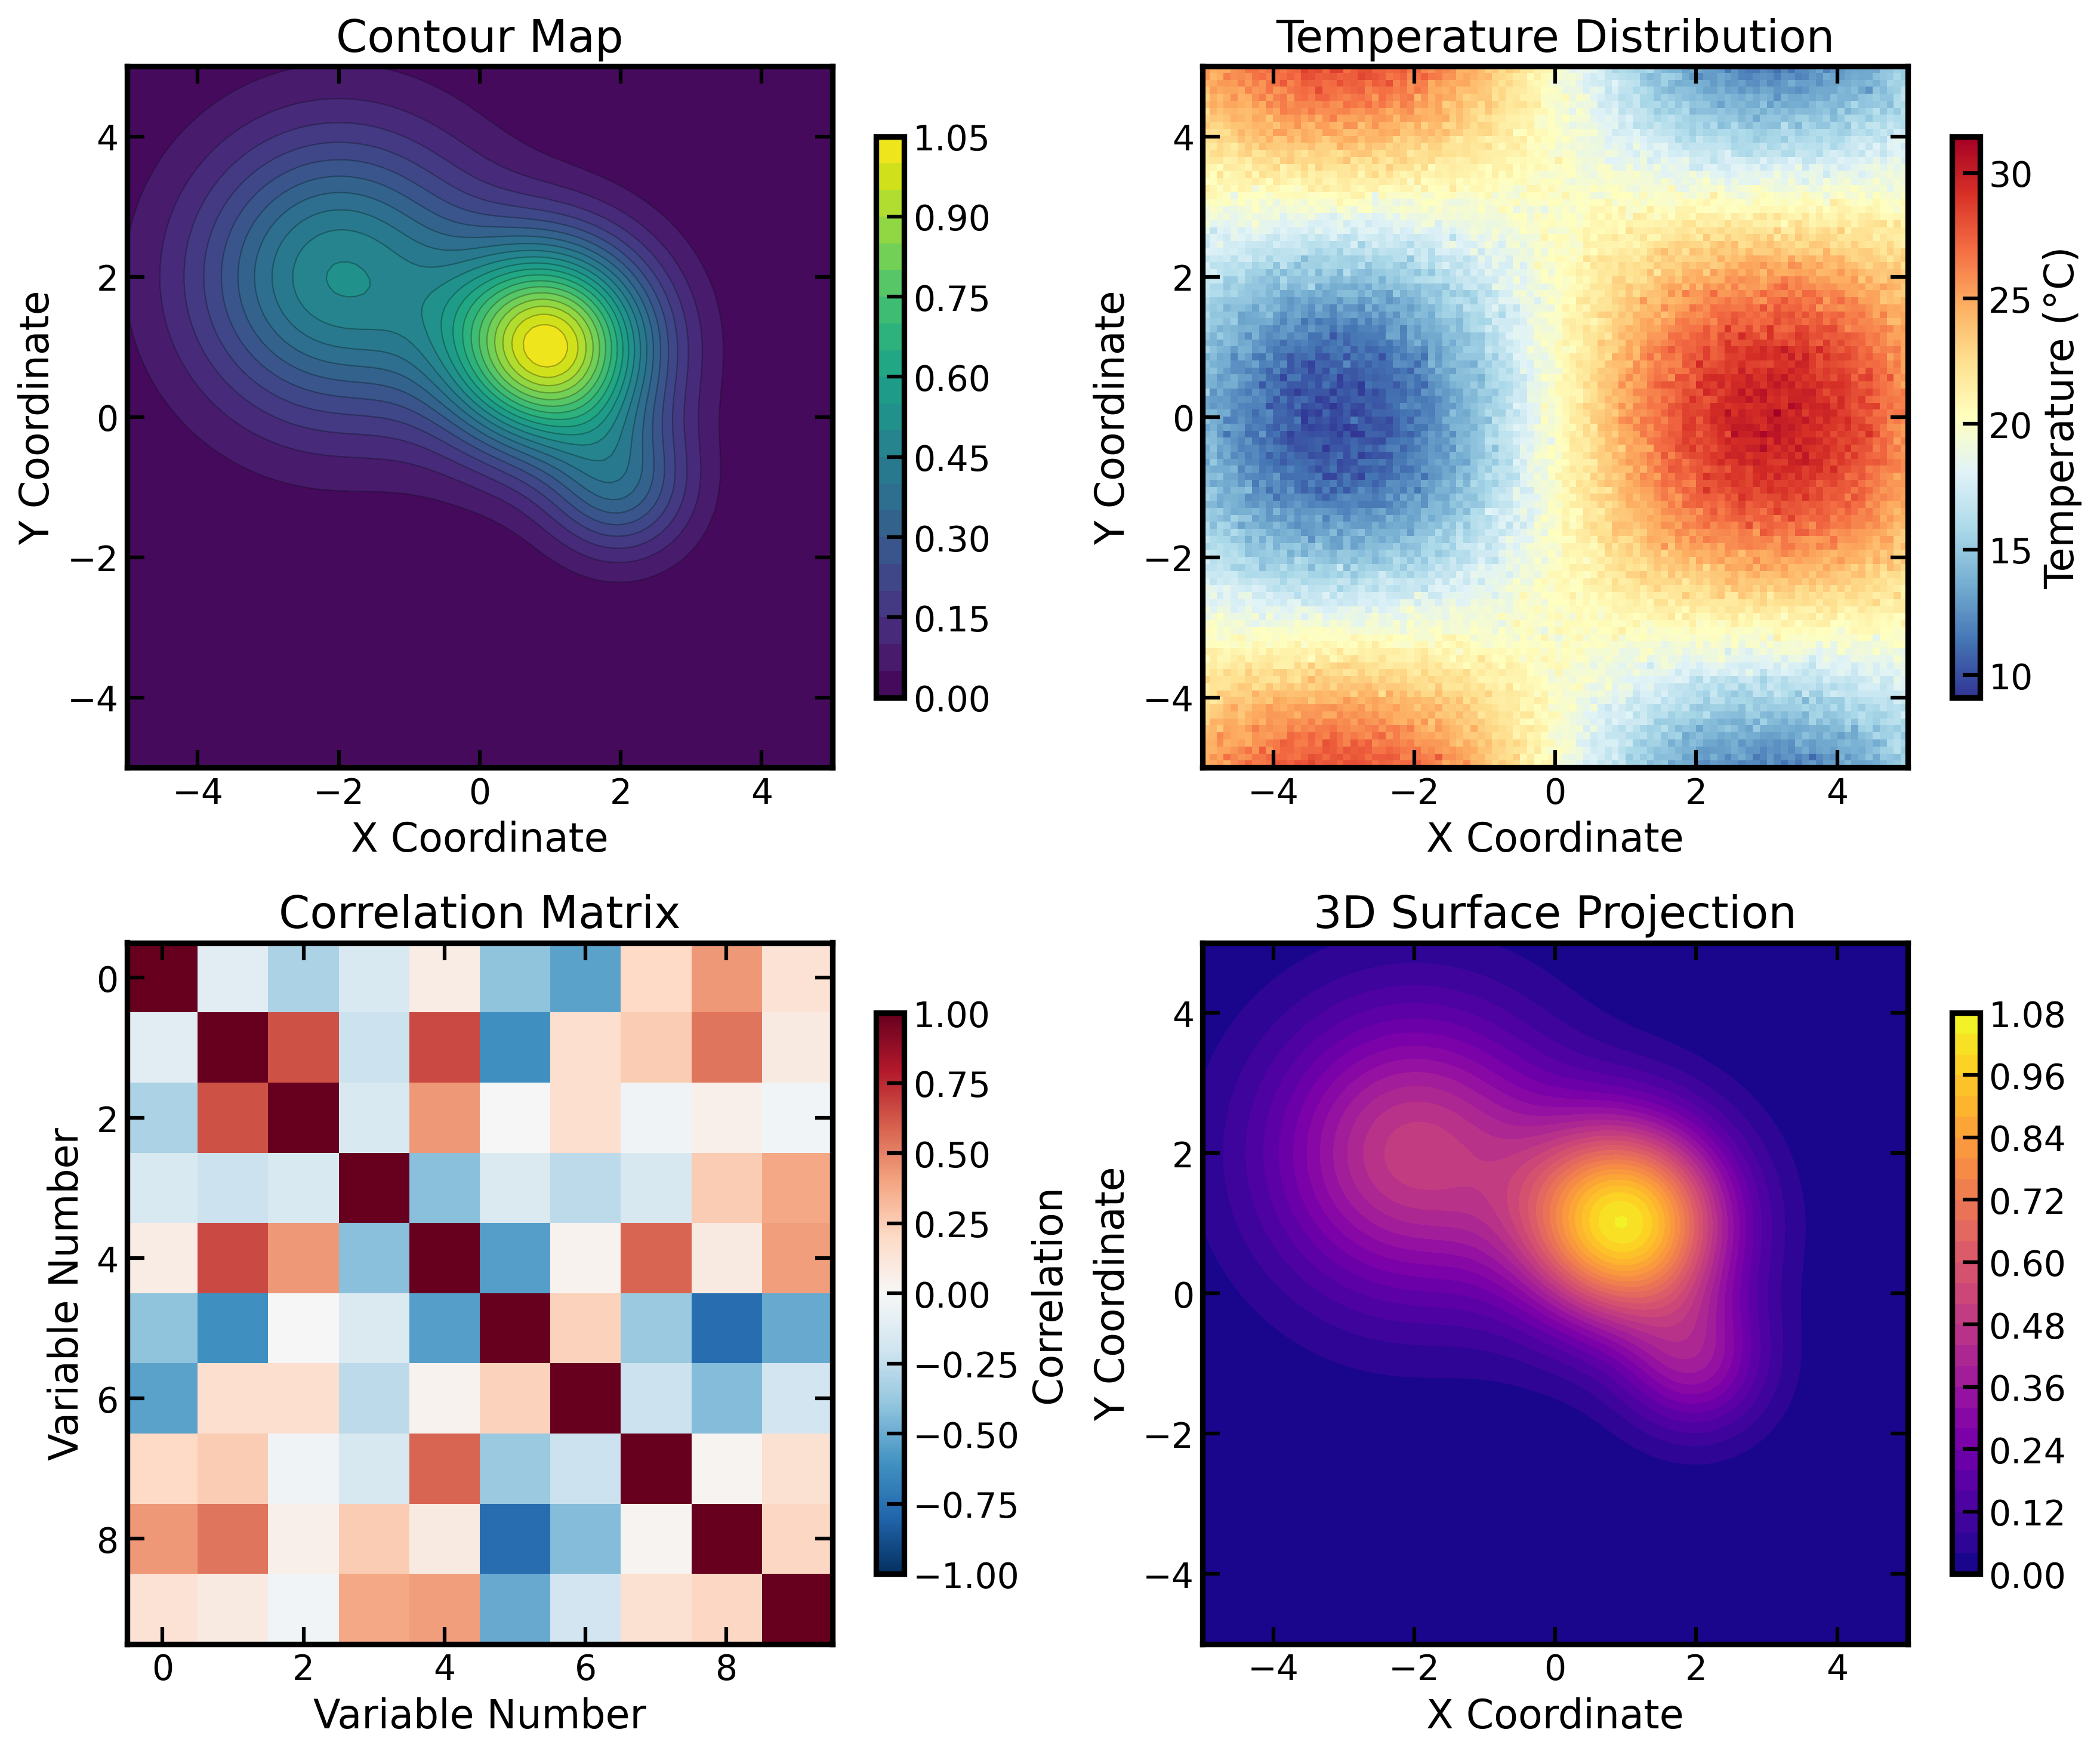 Contour Map
4
2
0
−2
−4
Y Coordinate
−4 −2 0 2 4
X Coordinate
1.05
0.90
0.75
0.60
0.45
0.30
0.15
0.00
Temperature Distribution
4
2
0
−2
−4
Y Coordinate
−4 −2 0 2 4
X Coordinate
30
25
20
15
10
Temperature (°C)
Correlation Matrix
0
2
4
6
8
Variable Number
0 2 4 6 8
Variable Number
1.00
0.75
0.50
0.25
0.00
−0.25
−0.50
−0.75
−1.00
Correlation
3D Surface Projection
4
2
0
−2
−4
Y Coordinate
−4 −2 0 2 4
X Coordinate
1.08
0.96
0.84
0.72
0.60
0.48
0.36
0.24
0.12
0.00